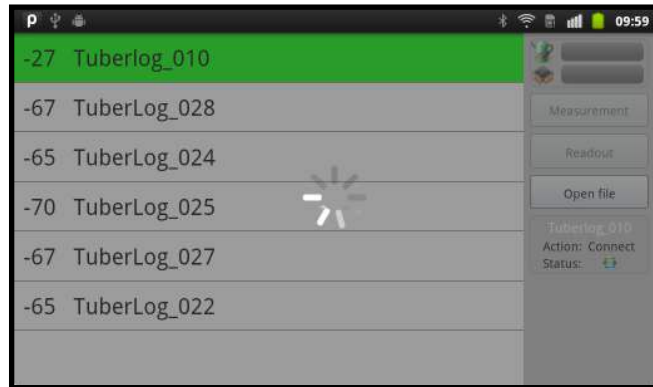 09:59
-27 Tuberlog_010
-67 TuberLog_028
-65 TuberLog_024
-70 TuberLog_025
-67 TuberLog_027
-65 TuberLog_022
Measurement
Readout
Open file
Tuberlog_010
Action: Connect
Status: